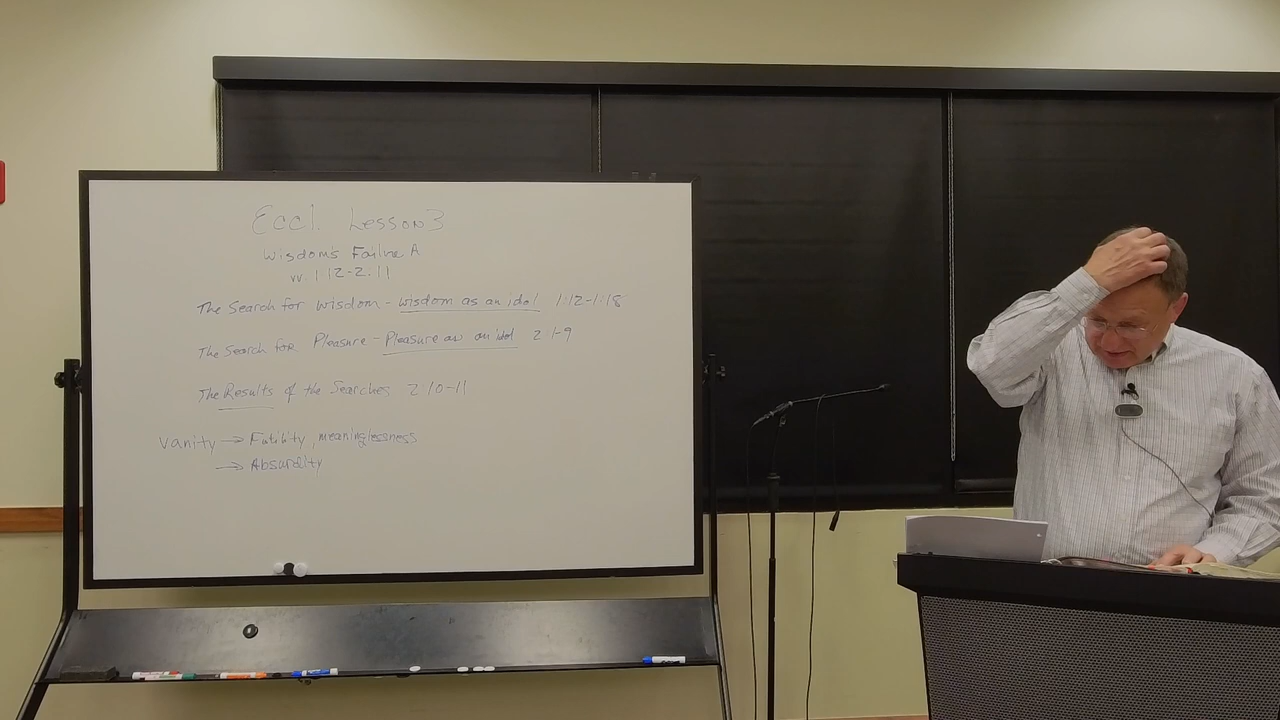 Eccl. Lesson 3
Wisdom's Failure A
vv 1:12-2:11
The Search for Wisdom - wisdom as an idol 1:12-1:18
The Search for Pleasure - Pleasure as an idol 2:1-9
The Results of the Searches 2:10-11
Vanity → Futility, meaninglessness
→ Absurdity